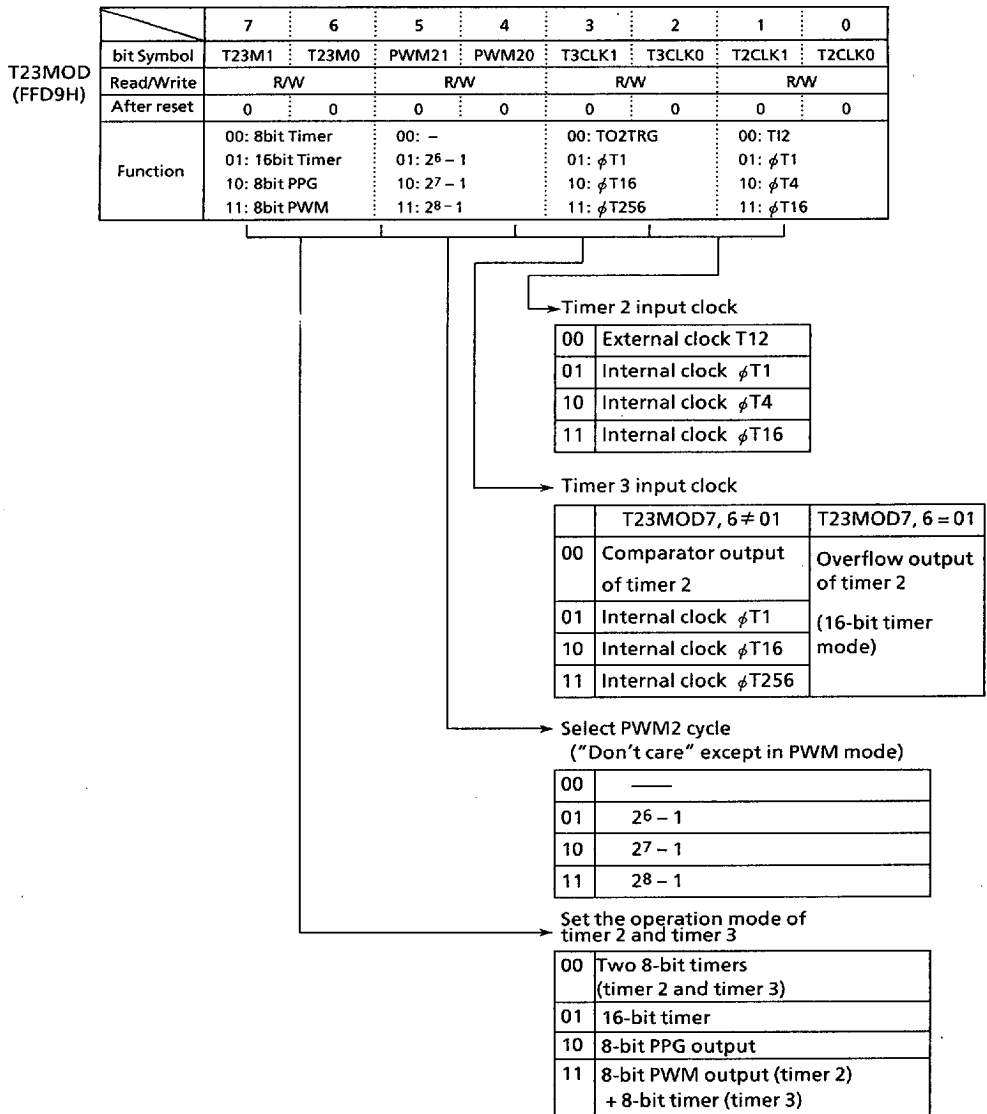 7 6 5 4 3 2 1 0
T23MOD (FFD9H)
bit Symbol T23M1 T23M0 PWM21 PWM20 T3CLK1 T3CLK0 T2CLK1 T2CLK0
Read/Write R/W R/W R/W R/W
After reset 0 0 0 0 0 0 0 0
Function
00: 8bit Timer 00: – 00: TO2TRG 00: TI2
01: 16bit Timer 01: 2⁶ – 1 01: ϕT1 01: ϕT1
10: 8bit PPG 10: 2⁷ – 1 10: ϕT16 10: ϕT4
11: 8bit PWM 11: 2⁸ – 1 11: ϕT256 11: ϕT16
Timer 2 input clock
00 External clock T12
01 Internal clock ϕT1
10 Internal clock ϕT4
11 Internal clock ϕT16
Timer 3 input clock
T23MOD7, 6 ≠ 01 T23MOD7, 6 = 01
00 Comparator output
of timer 2
01 Internal clock ϕT1
10 Internal clock ϕT16
11 Internal clock ϕT256
Overflow output
of timer 2
(16-bit timer
mode)
Select PWM2 cycle
("Don't care" except in PWM mode)
00 —
01 2⁶ – 1
10 2⁷ – 1
11 2⁸ – 1
Set the operation mode of
timer 2 and timer 3
00 Two 8-bit timers
(timer 2 and timer 3)
01 16-bit timer
10 8-bit PPG output
11 8-bit PWM output (timer 2)
+ 8-bit timer (timer 3)